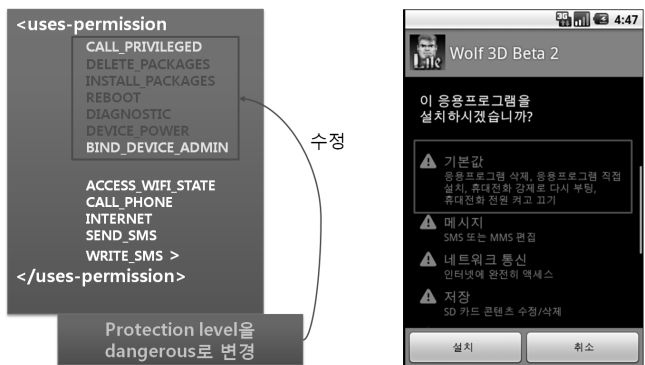 <uses-permission
CALL_PRIVILEGED
DELETE_PACKAGES
INSTALL_PACKAGES
REBOOT
DIAGNOSTIC
DEVICE_POWER
BIND_DEVICE_ADMIN
ACCESS_WIFI_STATE
CALL_PHONE
INTERNET
SEND_SMS
WRITE_SMS >
</uses-permission>
Protection level을
dangerous로 변경
수정
3G
4:47
Life
Wolf 3D Beta 2
이 응용프로그램을
설치하시겠습니까?
기본값
응용프로그램 삭제, 응용프로그램 직접
설치, 휴대전화 강제로 다시 부팅,
휴대전화 전원 켜고 끄기
메시지
SMS 또는 MMS 편집
네트워크 통신
인터넷에 완전히 액세스
저장
SD 카드 콘텐츠 수정/삭제
설치
취소